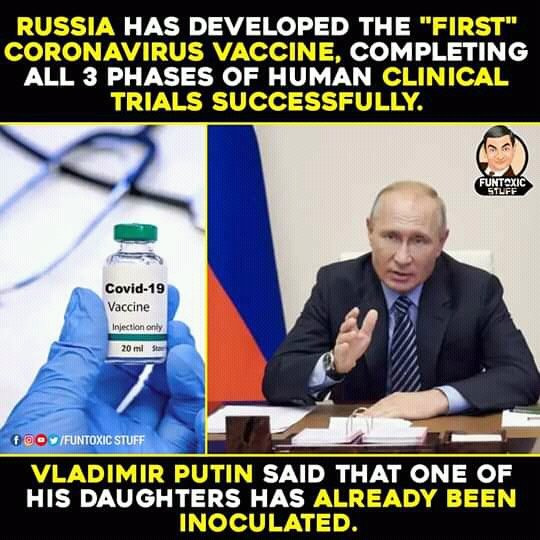 RUSSIA HAS DEVELOPED THE "FIRST"
CORONAVIRUS VACCINE, COMPLETING
ALL 3 PHASES OF HUMAN CLINICAL
TRIALS SUCCESSFULLY.
FUNTOXIC
STUFF
Covid-19
Vaccine
Injection only
20 ml
/FUNTOXIC STUFF
VLADIMIR PUTIN SAID THAT ONE OF
HIS DAUGHTERS HAS ALREADY BEEN
INOCULATED.